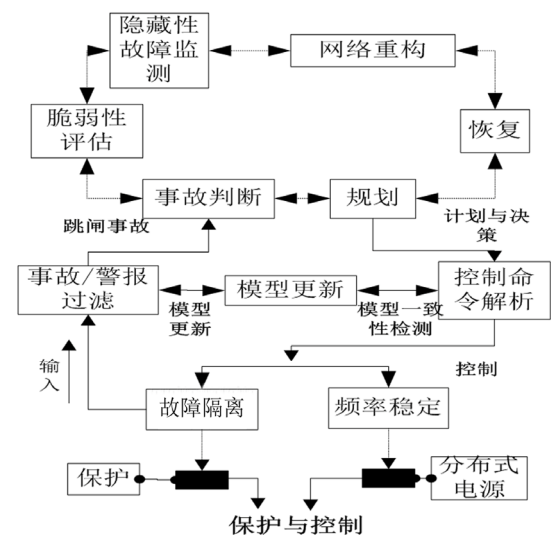 隐藏性
故障监
测
网络重构
脆弱性
评估
恢复
事故判断
规划
跳闸事故
计划与决
策
事故/警报
过滤
模型更新
控制命
令解析
模型
更新
模型一致
性检测
输
入
控制
故障隔离
频率稳定
保护
分布式
电源
保护与控制